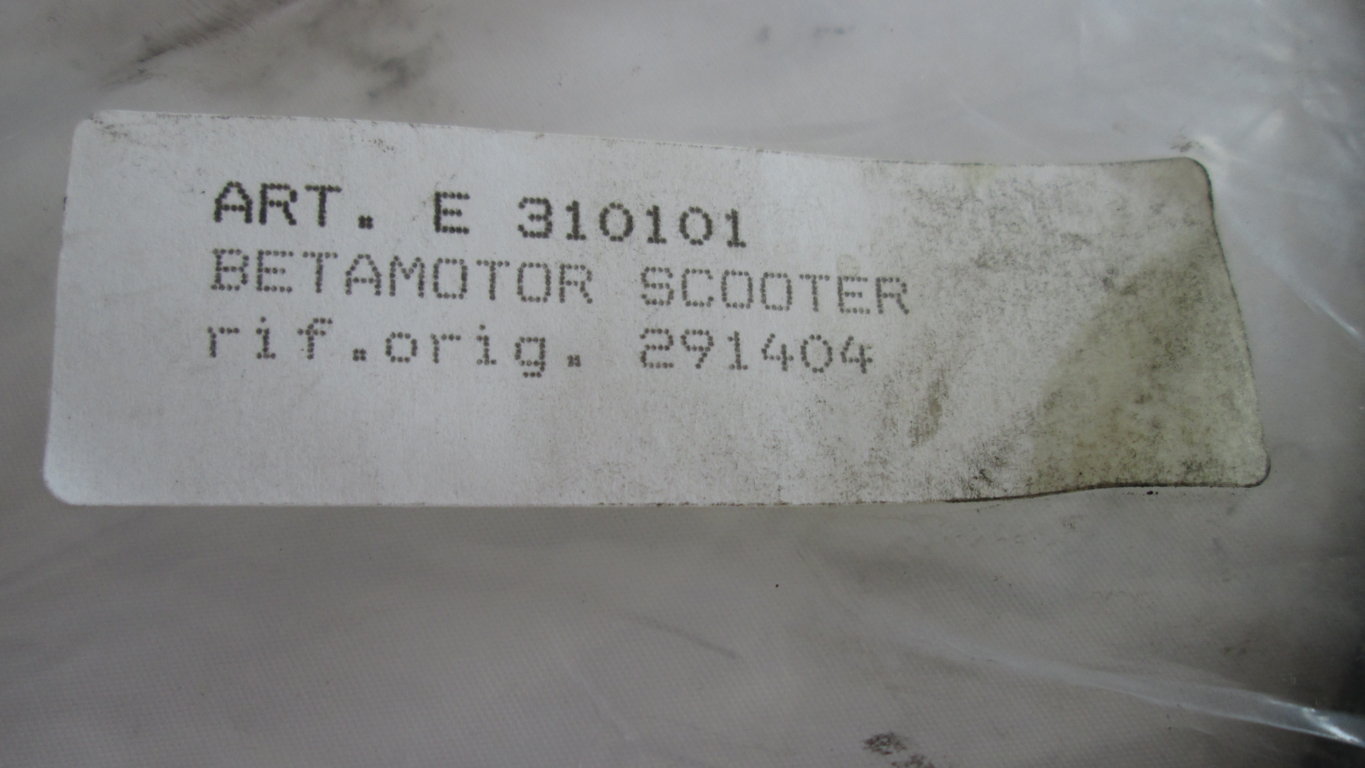 ART. E 310101
BETAMOTOR SCOOTER
rif.orig. 291404